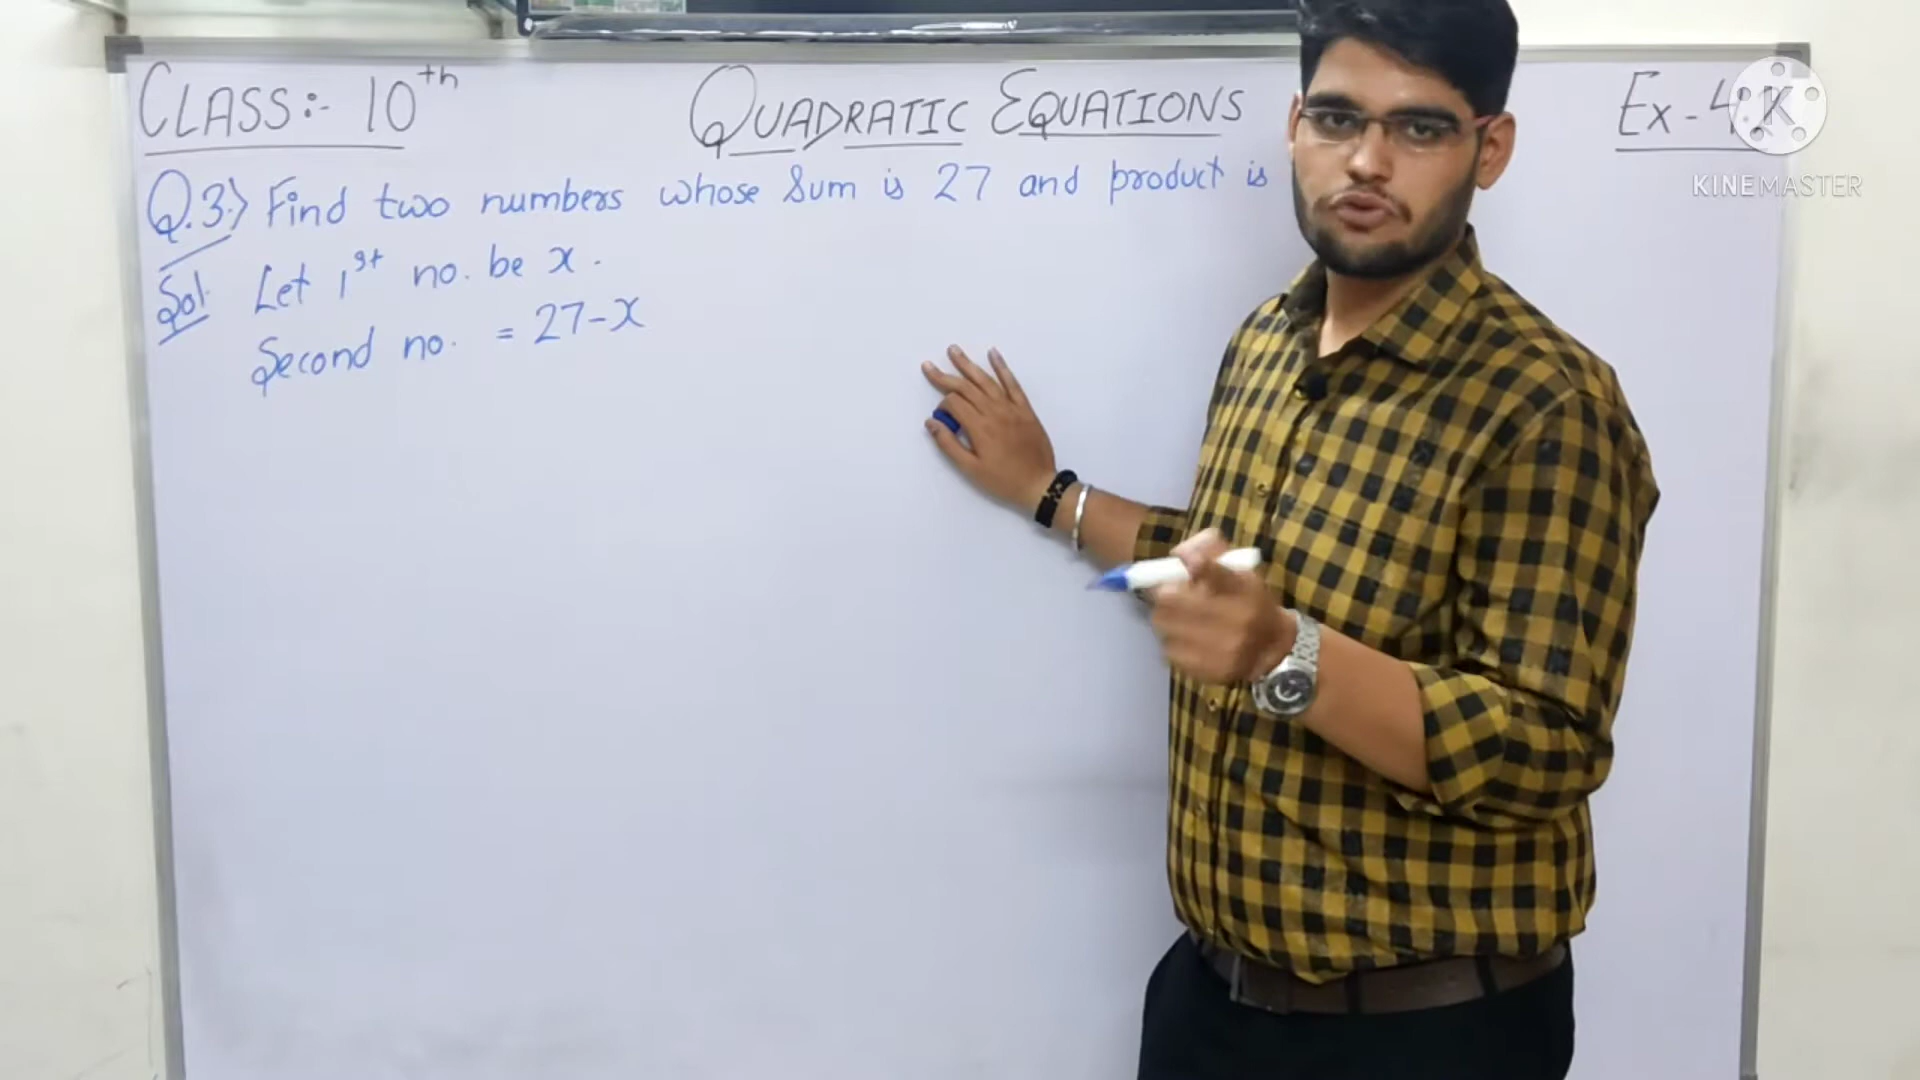 CLASS:- 10th QUADRATIC EQUATIONS Ex-4.
Q.3.) Find two numbers whose Sum is 27 and product is
Sol. Let 1st no. be x.
Second no. = 27-x
K
KINEMASTER